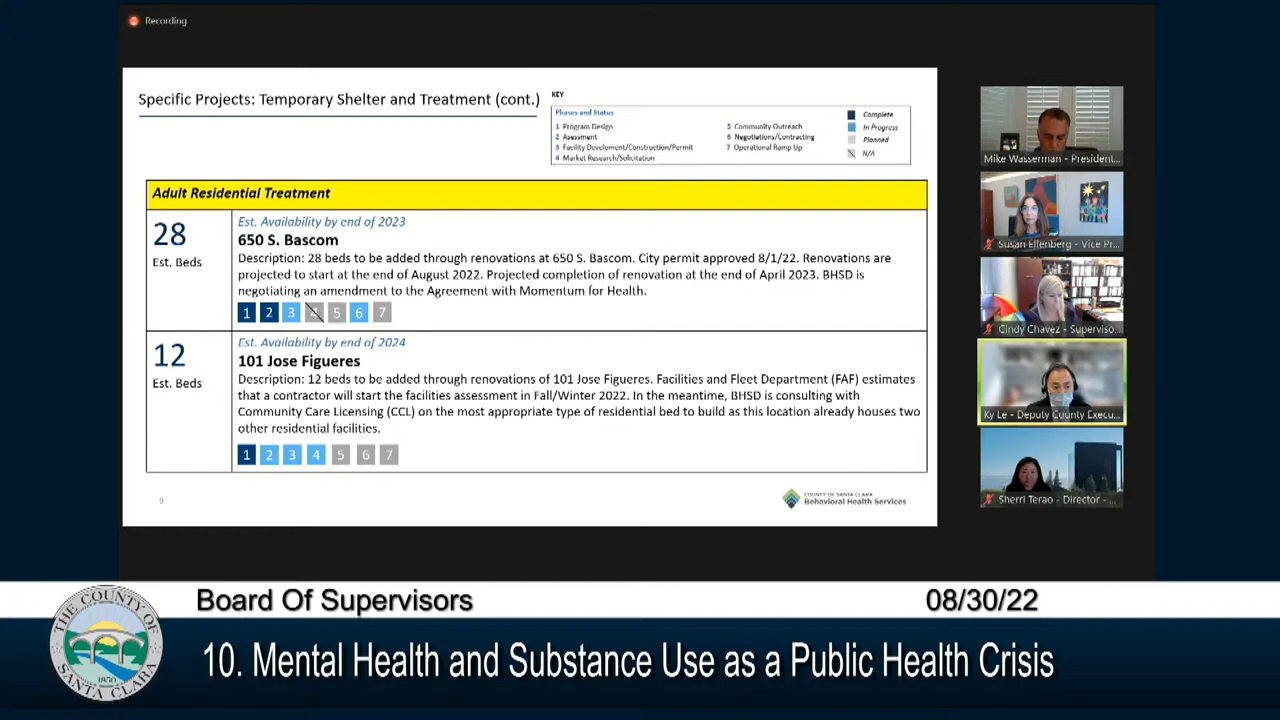 Recording
Specific Projects: Temporary Shelter and Treatment (cont.)
KEY
Phases and Status
1 Program Design
2 Asessment
3 Facility Develoment/Construction/Permit
4 Market Research/Solicitation
5 Community Outreach
6 Negotiations/Contracting
7 Operational Ramp Up
Complete
In Progress
Planned
N/A
Adult Residential Treatment
28
Est. Beds
Est. Availability by end of 2023
650 S. Bascom
Description: 28 beds to be added through renovations at 650 S. Bascom. City permit approved 8/1/22. Renovations are
projected to start at the end of August 2022. Projected completion of renovation at the end of April 2023. BHSD is
negotiating an amendment to the Agreement with Momentum for Health.
1 2 3 4 5 6 7
12
Est. Beds
Est. Availability by end of 2024
101 Jose Figueres
Description: 12 beds to be added through renovations of 101 Jose Figueres. Facilities and Fleet Department (FAF) estimates
that a contractor will start the facilities assessment in Fall/Winter 2022. In the meantime, BHSD is consulting with
Community Care Licensing (CCL) on the most appropriate type of residential bed to build as this location already houses two
other residential facilities.
1 2 3 4 5 6 7
9
COUNTY OF SANTA CLARA
Behavioral Health Services
Mike Wasserman - President...
Susan Ellenberg - Vice Pr...
Cindy Chavez - Superviso...
Ky Le - Deputy County Execu...
Sherri Terao - Director - ...
THE COUNTY OF
SANTA CLARA
1850
Board Of Supervisors
08/30/22
10. Mental Health and Substance Use as a Public Health Crisis